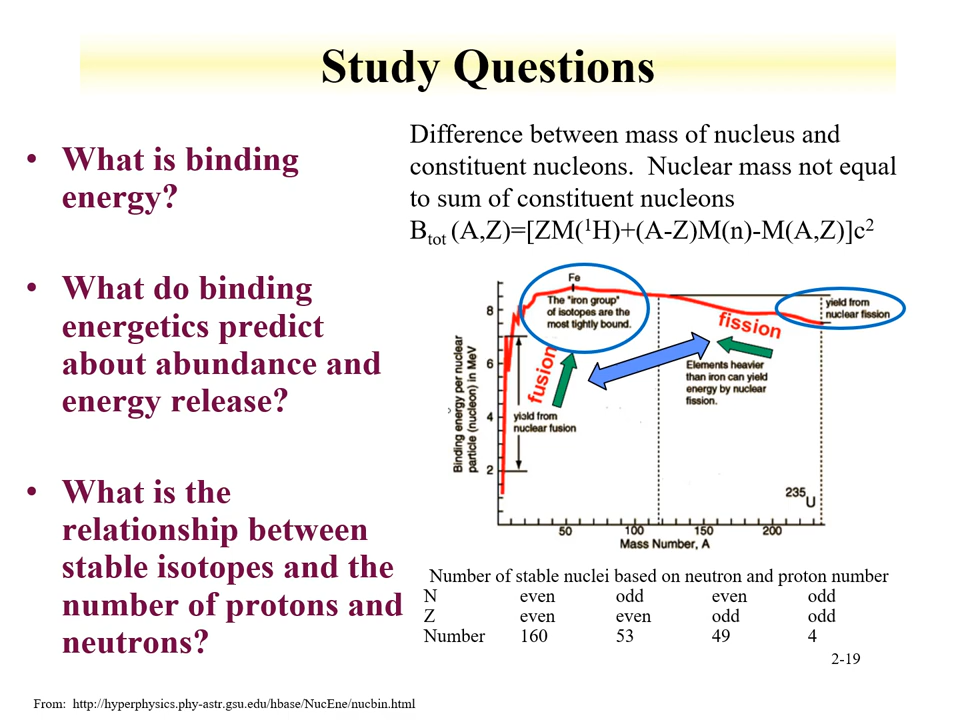 Study Questions
• What is binding
energy?
• What do binding
energetics predict
about abundance and
energy release?
• What is the
relationship between
stable isotopes and the
number of protons and
neutrons?
Difference between mass of nucleus and
constituent nucleons. Nuclear mass not equal
to sum of constituent nucleons
Btot (A,Z)=[ZM(¹H)+(A-Z)M(n)-M(A,Z)]c²
Fe
The "iron group"
of isotopes are the
most tightly bound.
yield from
nuclear fission
fission
fusion
Elements heavier
than iron can yield
energy by nuclear
fission.
yield from
nuclear fusion
Binding energy per nuclear
particle (nucleon) in MeV
8
6
4
2
235U
50 100 150 200
Mass Number, A
Number of stable nuclei based on neutron and proton number
N even odd even odd
Z even even odd odd
Number 160 53 49 4
2-19
From: http://hyperphysics.phy-astr.gsu.edu/hbase/NucEne/nucbin.html